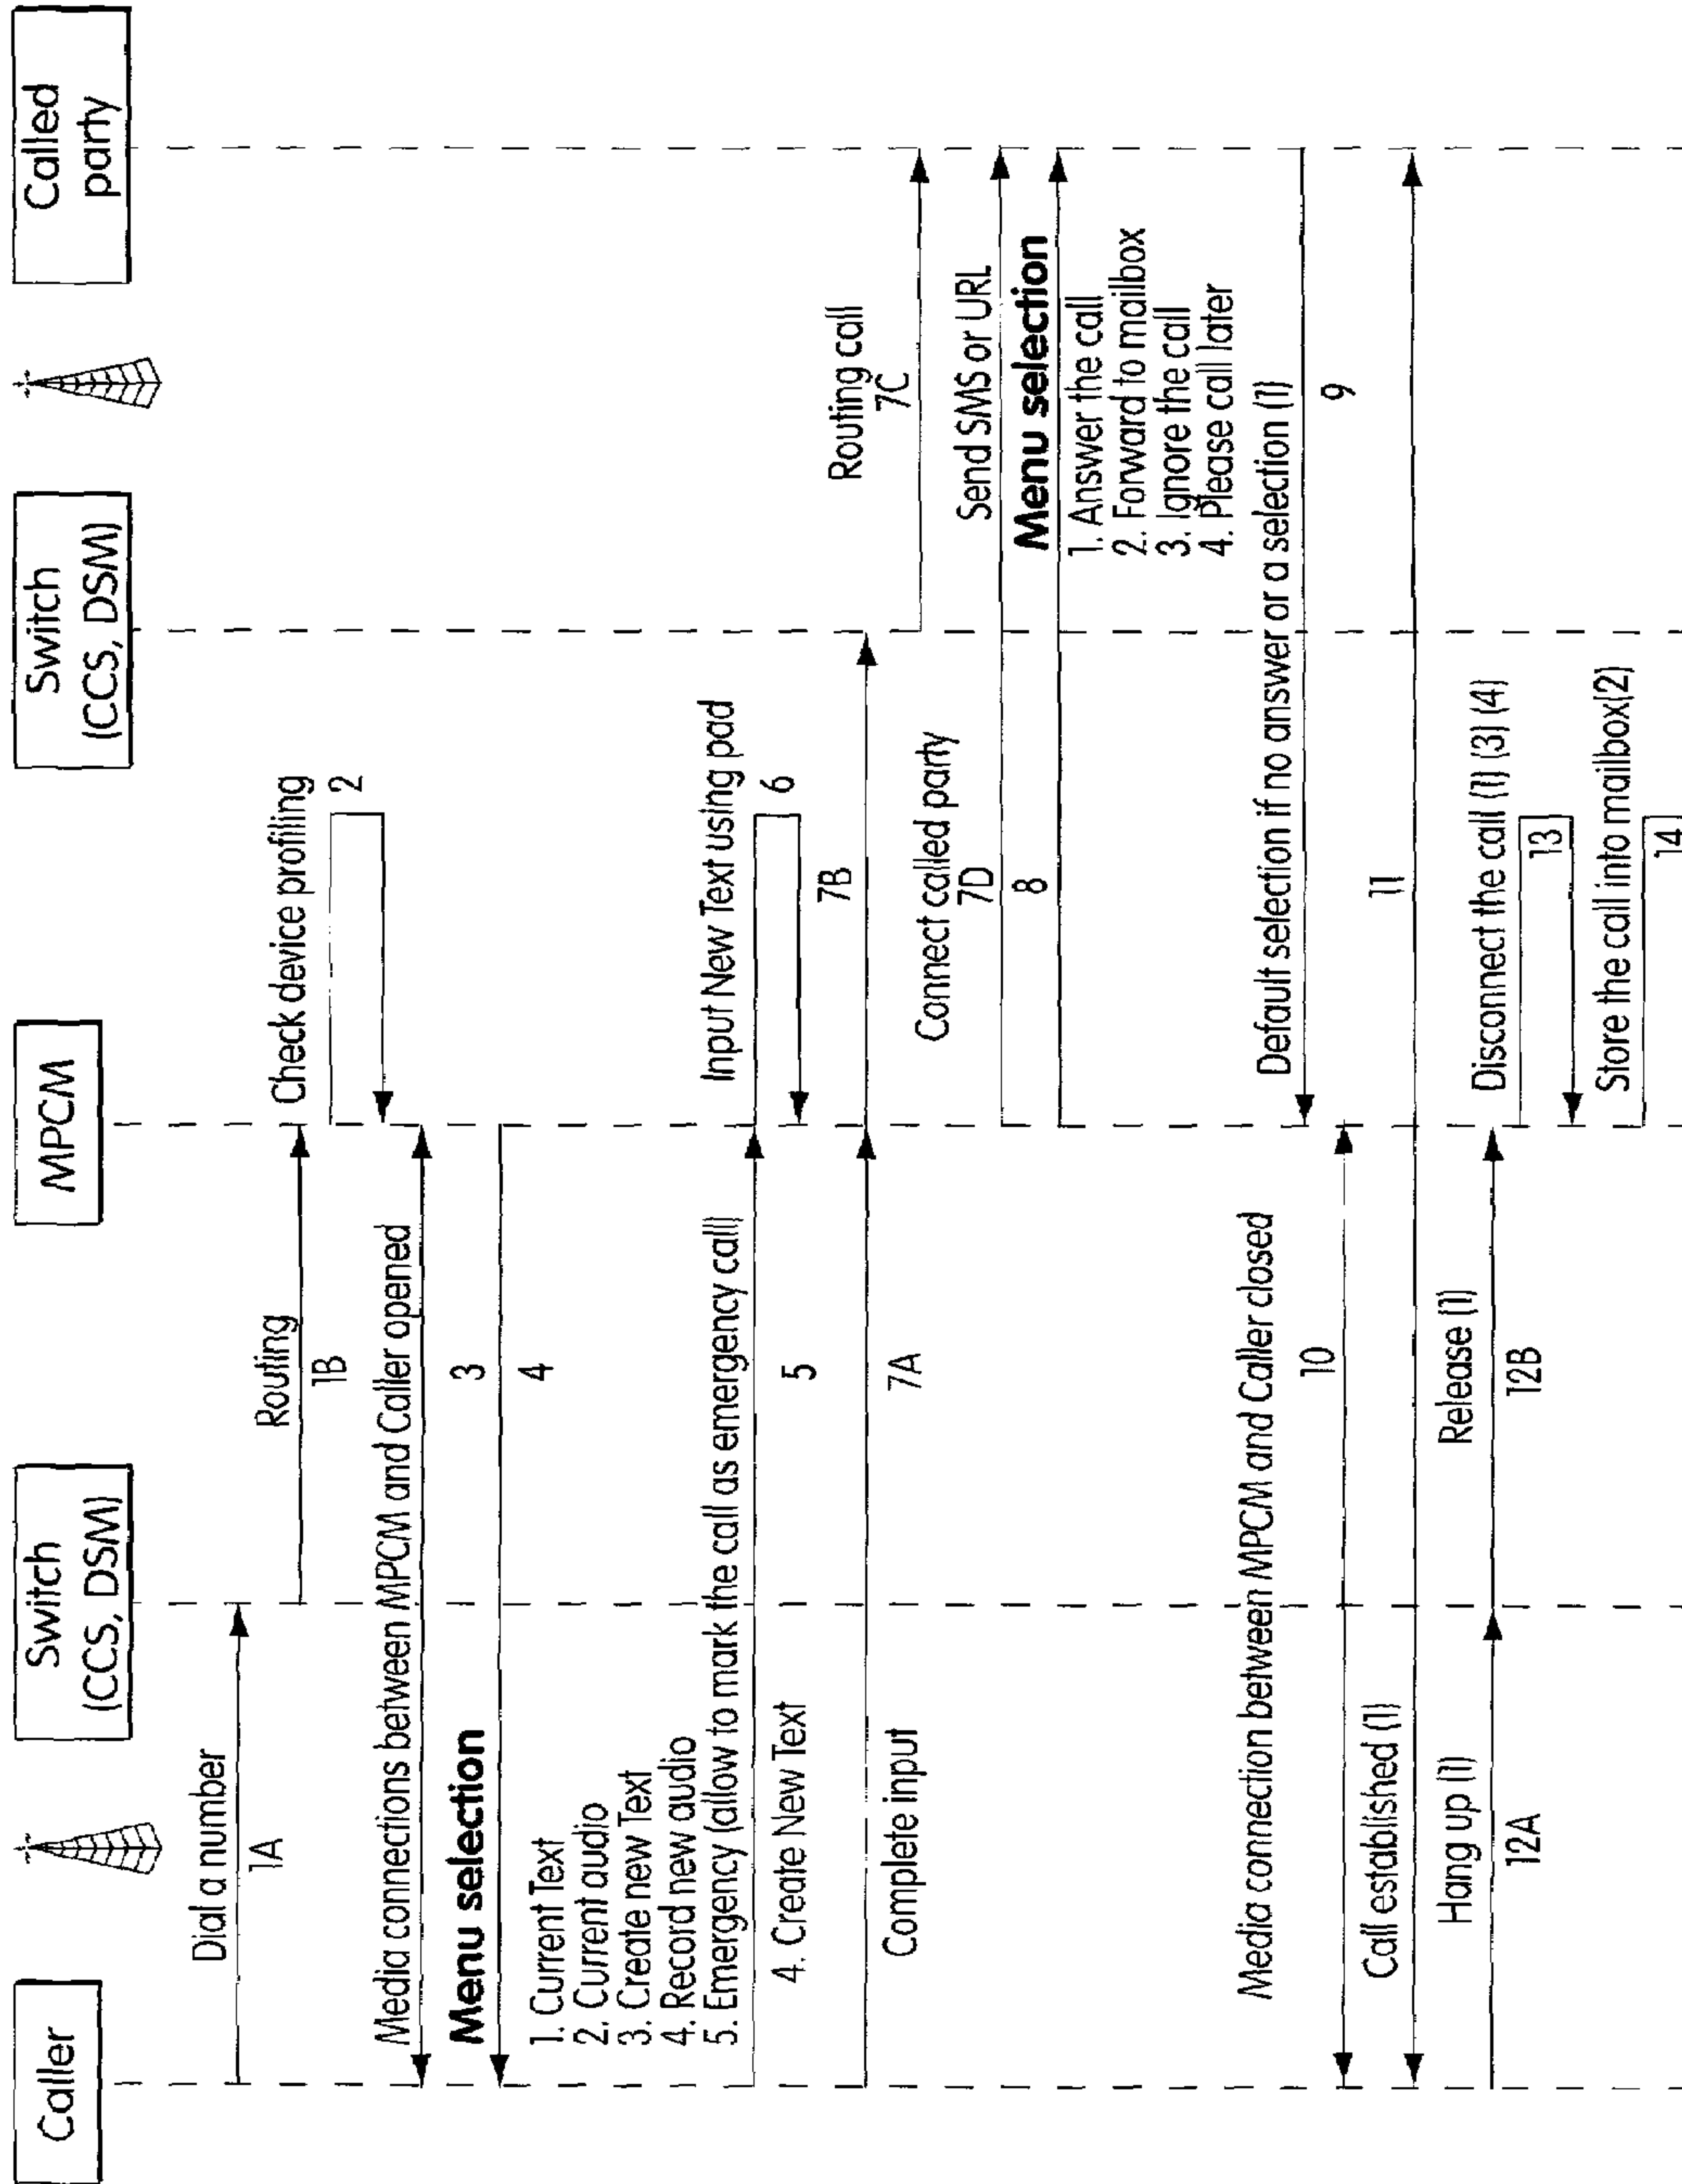 Caller
Switch
(CCS, DSM)
MPCM
Switch
(CCS, DSM)
Called
party
Dial a number
1A
Routing
1B
Check device profiling
2
Media connections between MPCM and Caller opened
3
Menu selection
4
1. Current Text
2. Current audio
3. Create new Text
4. Record new audio
5. Emergency (allow to mark the call as emergency call)
5
4. Create New Text
Input New Text using pad
6
Complete input
7A
7B
Routing call
7C
Connect called party
7D
Send SMS or URL
8
Menu selection
1. Answer the call
2. Forward to mailbox
3. Ignore the call
4. Please call later
Default selection if no answer or a selection (1)
9
Media connection between MPCM and Caller closed
10
Call established (1)
11
Hang up (1)
12A
Release (1)
12B
Disconnect the call (1) (3) (4)
13
Store the call into mailbox(2)
14